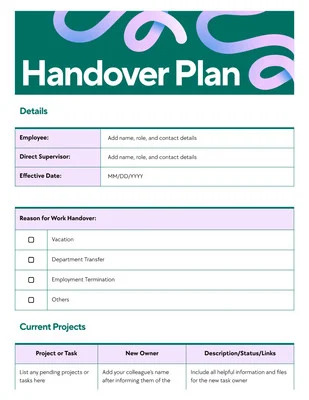 Handover Plan
Details
Employee: Add name, role, and contact details
Direct Supervisor: Add name, role, and contact details
Effective Date: MM/DD/YYYY
Reason for Work Handover:
Vacation
Department Transfer
Employment Termination
Others
Current Projects
Project or Task New Owner Description/Status/Links
List any pending projects or Add your colleague's name Include all helpful information and files
tasks here after informing them of the for the new task owner